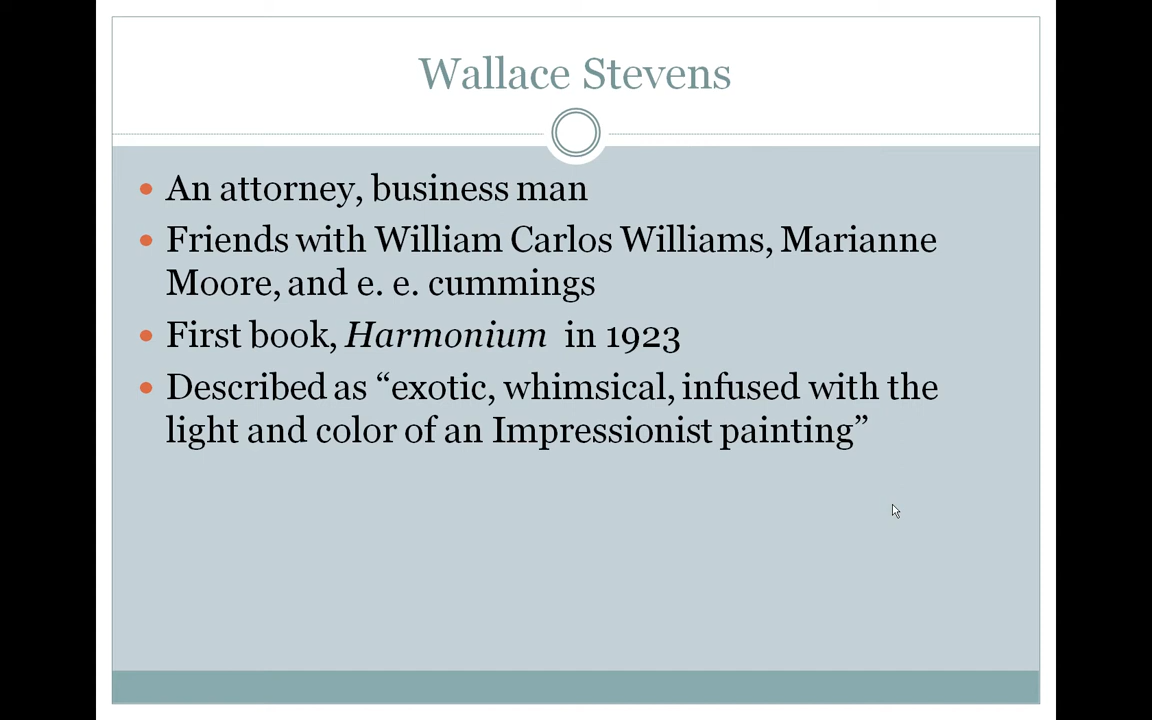 Wallace Stevens
• An attorney, business man
• Friends with William Carlos Williams, Marianne
Moore, and e. e. cummings
• First book, Harmonium in 1923
• Described as “exotic, whimsical, infused with the
light and color of an Impressionist painting”